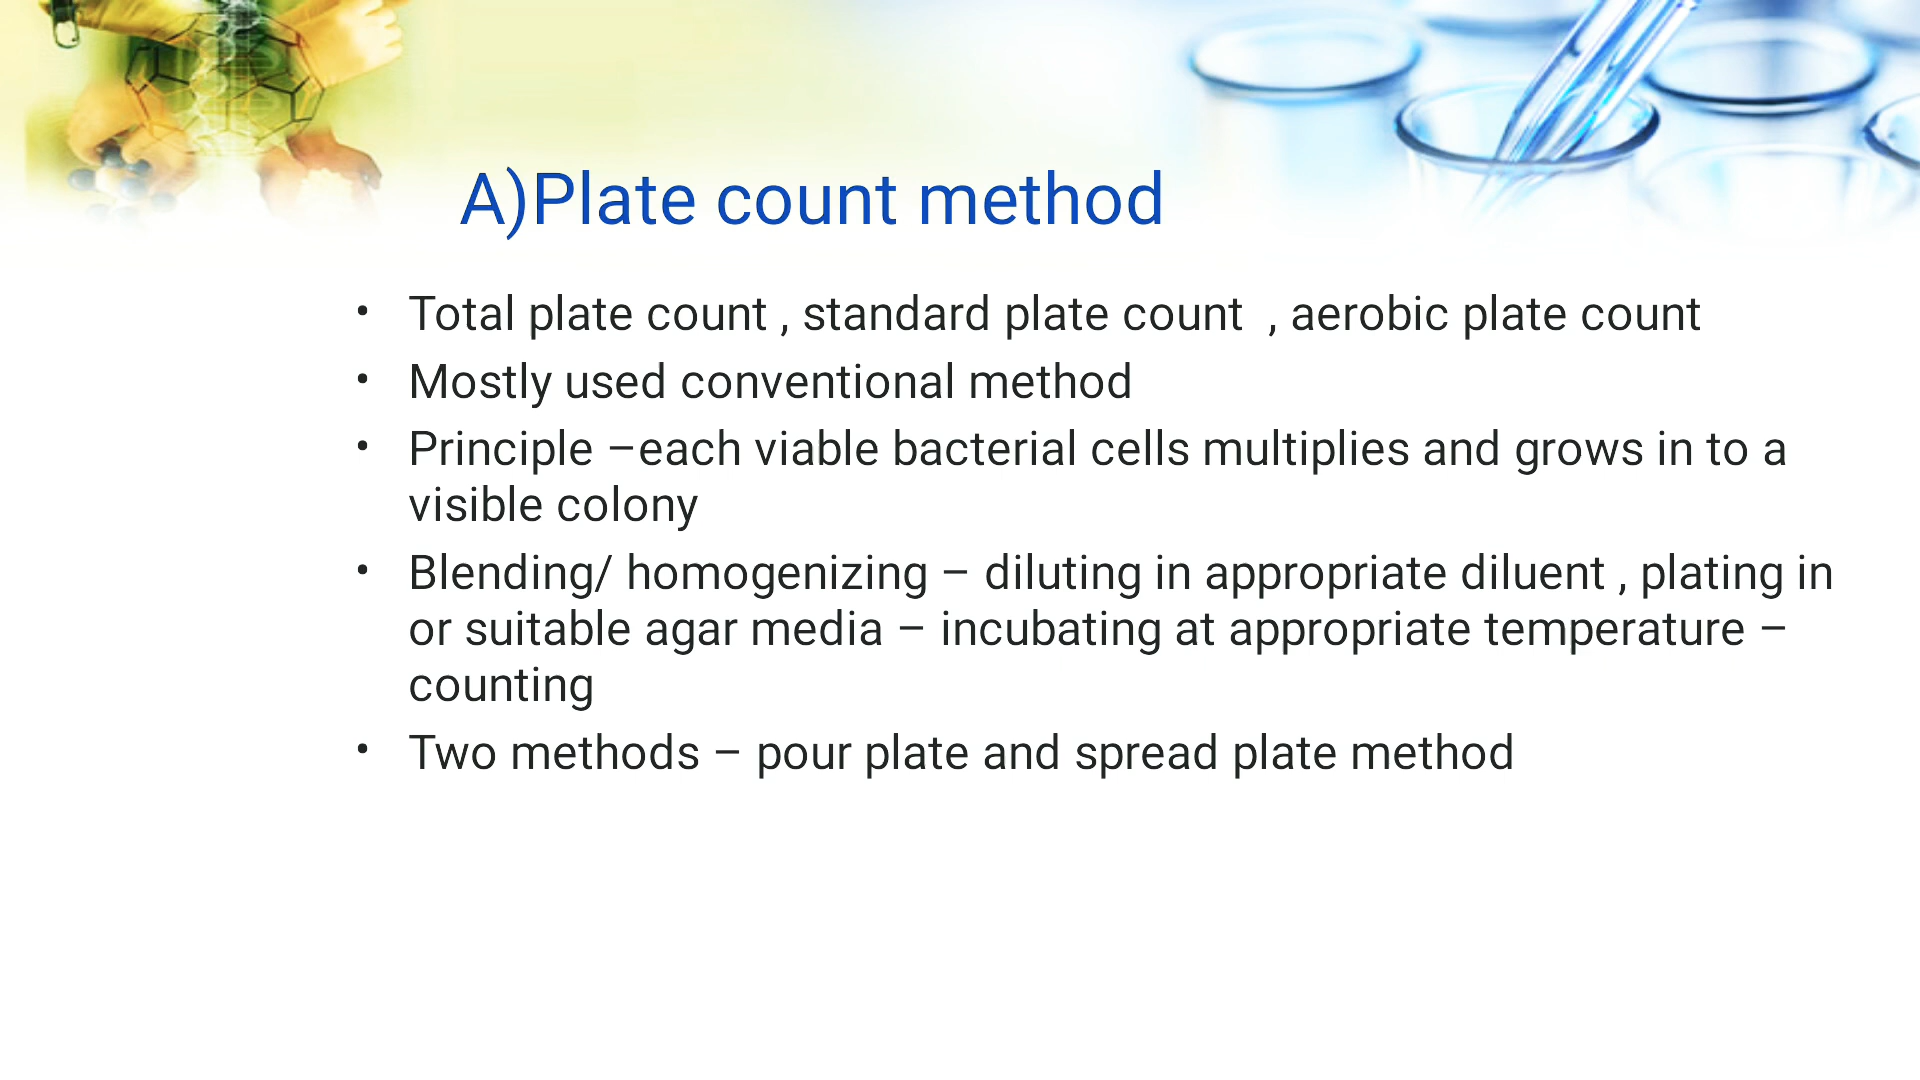 A)Plate count method
• Total plate count , standard plate count  , aerobic plate count
• Mostly used conventional method
• Principle –each viable bacterial cells multiplies and grows in to a
visible colony
• Blending/ homogenizing – diluting in appropriate diluent , plating in
or suitable agar media – incubating at appropriate temperature –
counting
• Two methods – pour plate and spread plate method